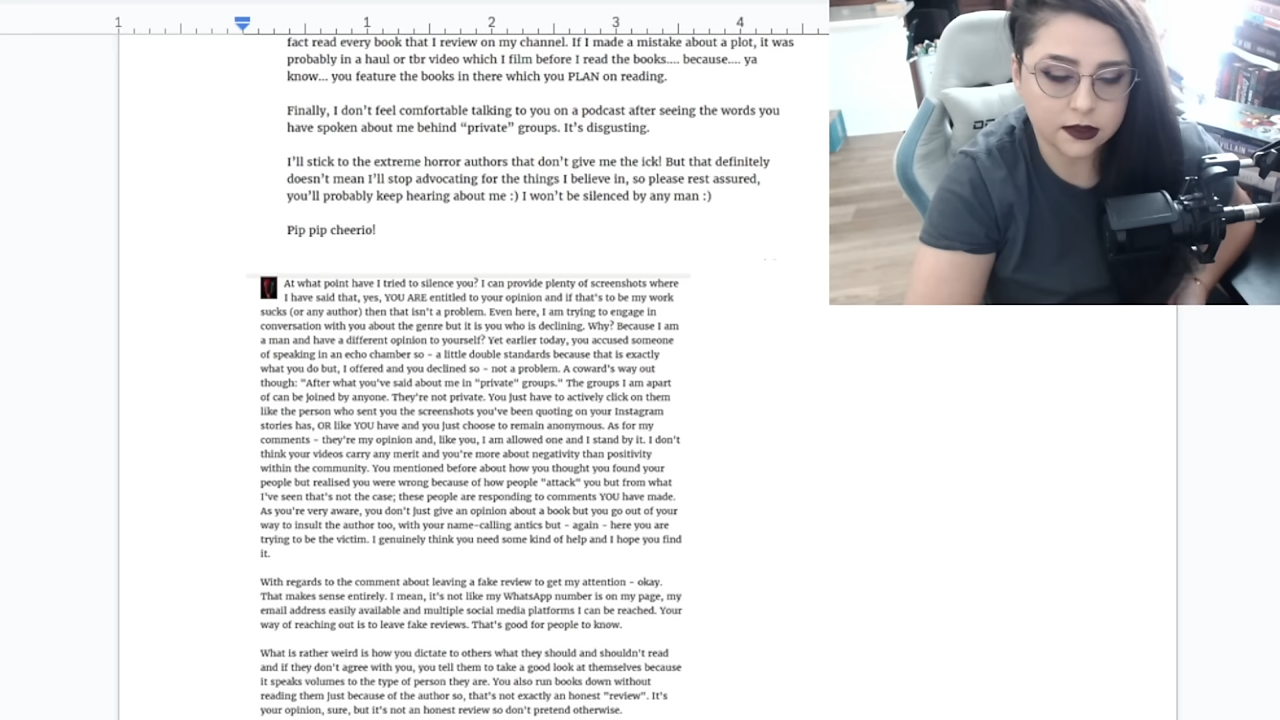 1 1 2 3 4
fact read every book that I review on my channel. If I made a mistake about a plot, it was
probably in a haul or tbr video which I film before I read the books.... because.... ya
know... you feature the books in there which you PLAN on reading.
Finally, I don't feel comfortable talking to you on a podcast after seeing the words you
have spoken about me behind “private” groups. It's disgusting.
I'll stick to the extreme horror authors that don't give me the ick! But that definitely
doesn't mean I'll stop advocating for the things I believe in, so please rest assured,
you'll probably keep hearing about me :) I won't be silenced by any man :)
Pip pip cheerio!
At what point have I tried to silence you? I can provide plenty of screenshots where
I have said that, yes, YOU ARE entitled to your opinion and if that's to be my work
sucks (or any author) then that isn't a problem. Even here, I am trying to engage in
conversation with you about the genre but it is you who is declining. Why? Because I am
a man and have a different opinion to yourself? Yet earlier today, you accused someone
of speaking in an echo chamber so - a little double standards because that is exactly
what you do but, I offered and you declined so - not a problem. A coward's way out
though: "After what you've said about me in "private" groups." The groups I am apart
of can be joined by anyone. They're not private. You just have to actively click on them
like the person who sent you the screenshots you've been quoting on your Instagram
stories has, OR like YOU have and you just choose to remain anonymous. As for my
comments - they're my opinion and, like you, I am allowed one and I stand by it. I don't
think your videos carry any merit and you're more about negativity than positivity
within the community. You mentioned before about how you thought you found your
people but realised you were wrong because of how people "attack" you but from what
I've seen that's not the case; these people are responding to comments YOU have made.
As you're very aware, you don't just give an opinion about a book but you go out of your
way to insult the author too, with your name-calling antics but - again - here you are
trying to be the victim. I genuinely think you need some kind of help and I hope you find
it.
With regards to the comment about leaving a fake review to get my attention - okay.
That makes sense entirely. I mean, it's not like my WhatsApp number is on my page, my
email address easily available and multiple social media platforms I can be reached. Your
way of reaching out is to leave fake reviews. That's good for people to know.
What is rather weird is how you dictate to others what they should and shouldn't read
and if they don't agree with you, you tell them to take a good look at themselves because
it speaks volumes to the type of person they are. You also run books down without
reading them just because of the author so, that's not exactly an honest "review". It's
your opinion, sure, but it's not an honest review so don't pretend otherwise.